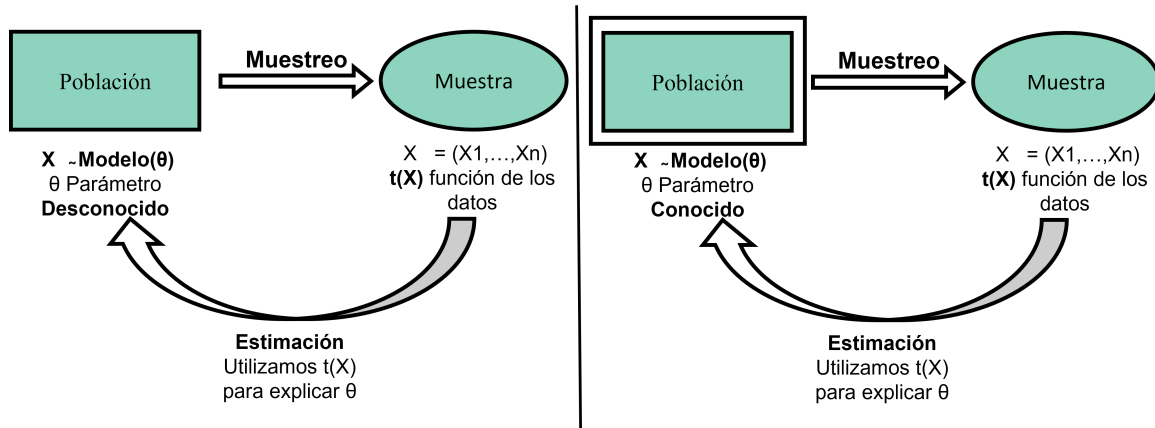 Población
Muestreo
Muestra
X ~Modelo(θ)
θ Parámetro
Desconocido
X = (X1,…,Xn)
t(X) función de los
datos
Estimación
Utilizamos t(X)
para explicar θ
Población
Muestreo
Muestra
X ~Modelo(θ)
θ Parámetro
Conocido
X = (X1,…,Xn)
t(X) función de los
datos
Estimación
Utilizamos t(X)
para explicar θ